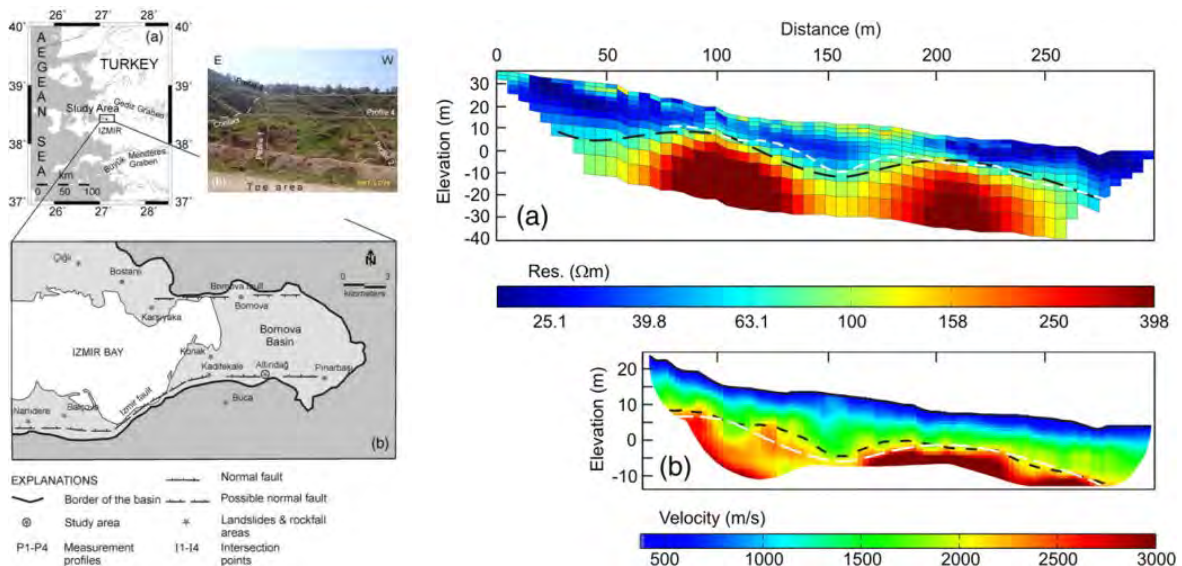 26˚ 27˚ 28˚
40˚ 40˚
(a)
AEGEAN SEA
TURKEY
39˚ 39˚
Study Area
Gediz Graben
IZMIR
38˚ 38˚
Büyük Menderes
Graben
km
0 50 100
37˚ 37˚
26˚ 27˚ 28˚
E W
Profile 4
Contact
Toe area
Çiğli
Bostanlı
N
0 3
kilometers
Bornova fault
Bornova
Karşıyaka
Bornova
Basin
IZMIR BAY
Konak
Kadifekale
Altındağ
Pınarbaşı
Izmir fault
Buca
Narlıdere
Balçova
(b)
EXPLANATIONS
Normal fault
Border of the basin
Possible normal fault
Study area
Landslides & rockfall
areas
P1-P4 Measurement
profiles
I1-I4 Intersection
points
Distance (m)
0 50 100 150 200 250
Elevation (m)
30
20
10
0
-10
-20
-30
-40
(a)
Res. (Ωm)
25.1 39.8 63.1 100 158 250 398
Elevation (m)
20
10
0
-10
(b)
Velocity (m/s)
500 1000 1500 2000 2500 3000